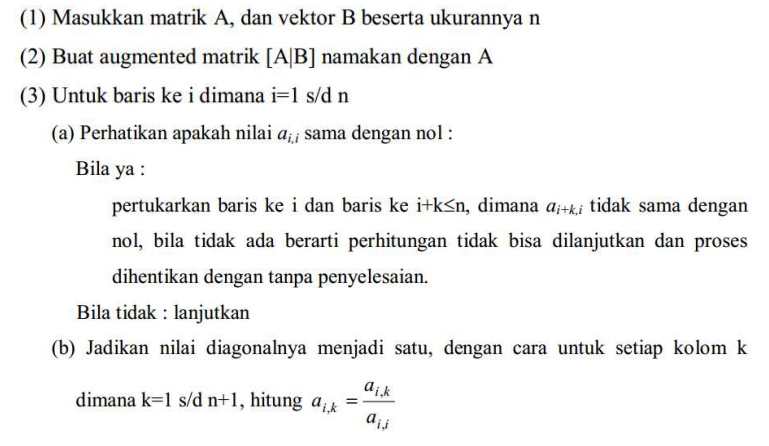 (1) Masukkan matrik A, dan vektor B beserta ukurannya n
(2) Buat augmented matrik [A|B] namakan dengan A
(3) Untuk baris ke i dimana i=1 s/d n
(a) Perhatikan apakah nilai a_{i,i} sama dengan nol :
Bila ya :
pertukarkan baris ke i dan baris ke i+k≤n, dimana a_{i+k,i} tidak sama dengan
nol, bila tidak ada berarti perhitungan tidak bisa dilanjutkan dan proses
dihentikan dengan tanpa penyelesaian.
Bila tidak : lanjutkan
(b) Jadikan nilai diagonalnya menjadi satu, dengan cara untuk setiap kolom k
dimana k=1 s/d n+1, hitung a_{i,k} = a_{i,k} / a_{i,i}